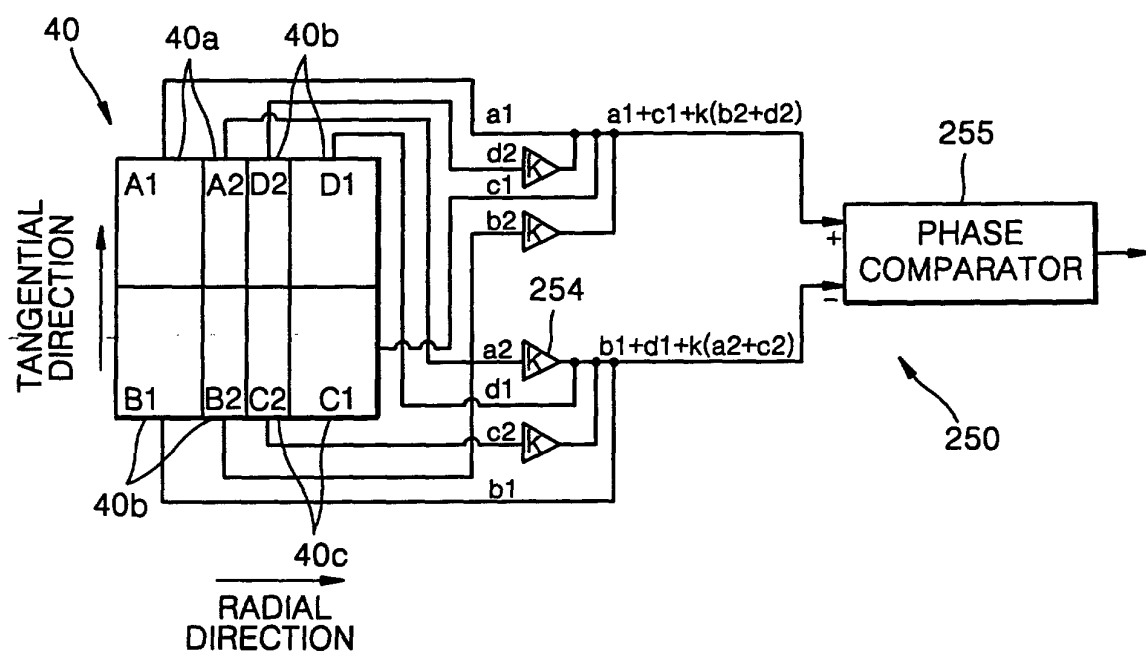 40
40a
40b
a1
a1+c1+k(b2+d2)
d2
c1
b2
A1
A2
D2
D1
K
K
255
PHASE
COMPARATOR
+
-
TANGENTIAL
DIRECTION
254
K
a2
b1+d1+k(a2+c2)
d1
B1
B2
C2
C1
c2
K
250
b1
40b
40c
RADIAL
DIRECTION